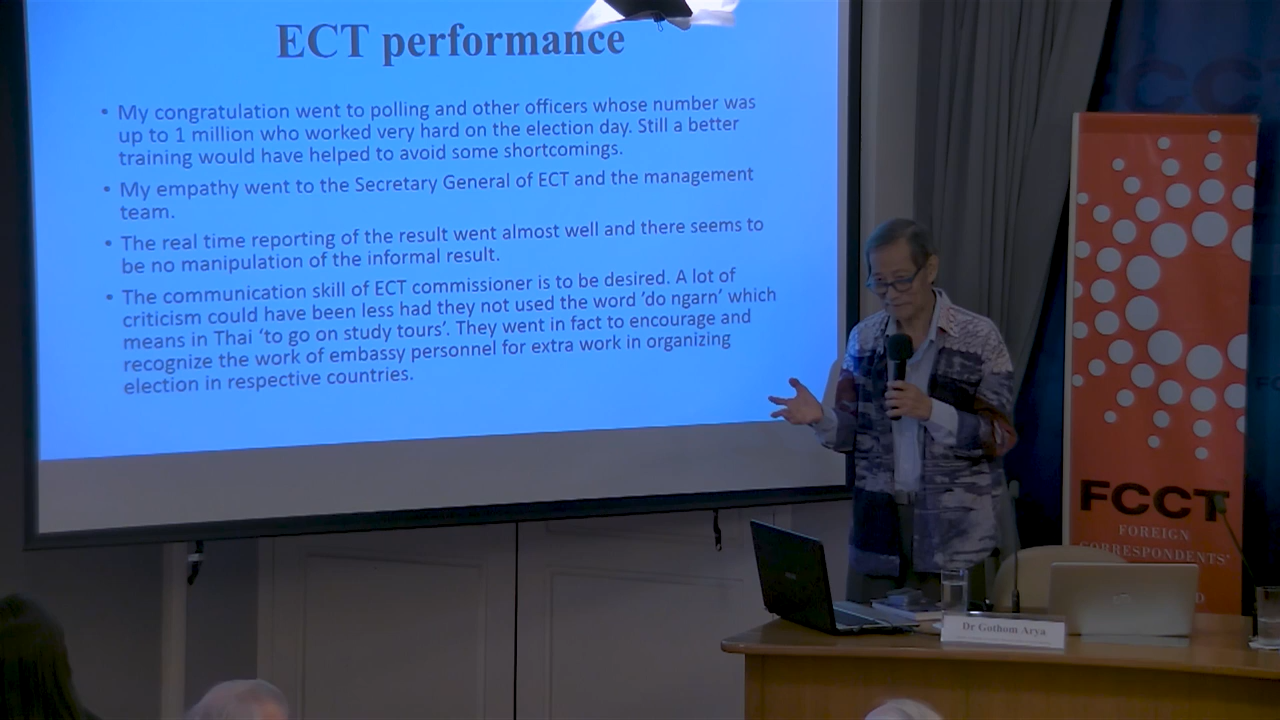 ECT performance
• My congratulation went to polling and other officers whose number was
up to 1 million who worked very hard on the election day. Still a better
training would have helped to avoid some shortcomings.
• My empathy went to the Secretary General of ECT and the management
team.
• The real time reporting of the result went almost well and there seems to
be no manipulation of the informal result.
• The communication skill of ECT commissioner is to be desired. A lot of
criticism could have been less had they not used the word 'do ngarn' which
means in Thai 'to go on study tours'. They went in fact to encourage and
recognize the work of embassy personnel for extra work in organizing
election in respective countries.
FCCT
FCCT
FOREIGN
CORRESPONDENTS'
Dr Gothom Arya